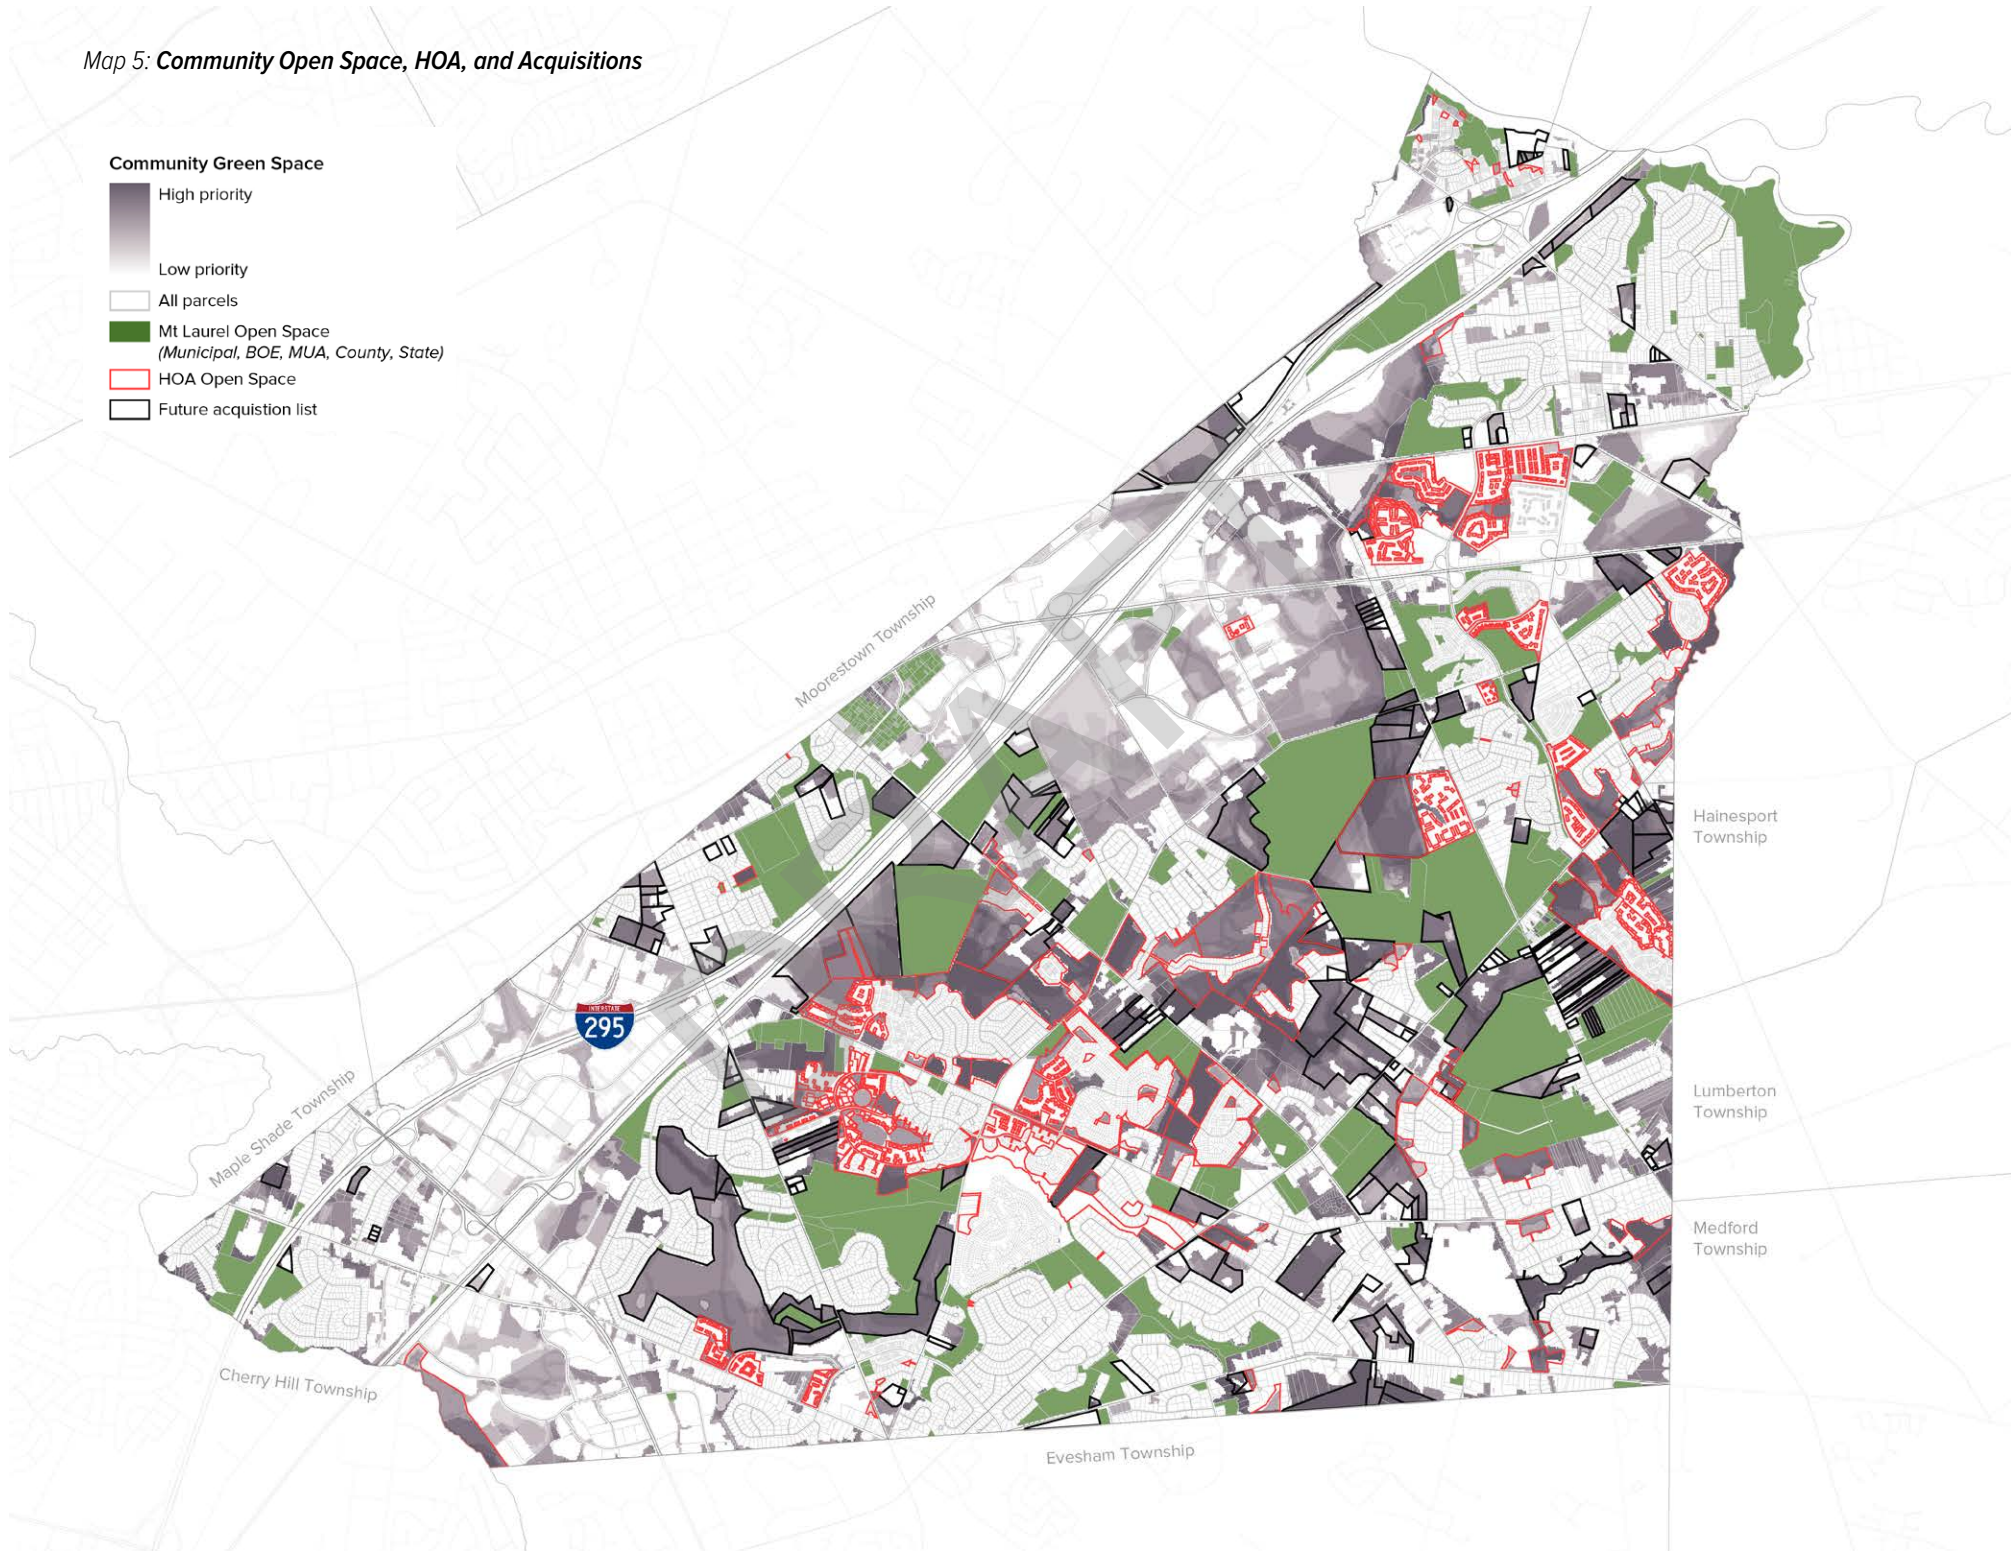 Map 5: Community Open Space, HOA, and Acquisitions
Community Green Space
High priority
Low priority
All parcels
Mt Laurel Open Space
(Municipal, BOE, MUA, County, State)
HOA Open Space
Future acquistion list
Moorestown Township
Hainesport
Township
INTERSTATE
295
Maple Shade Township
Lumberton
Township
Medford
Township
Cherry Hill Township
Evesham Township
DRAFT